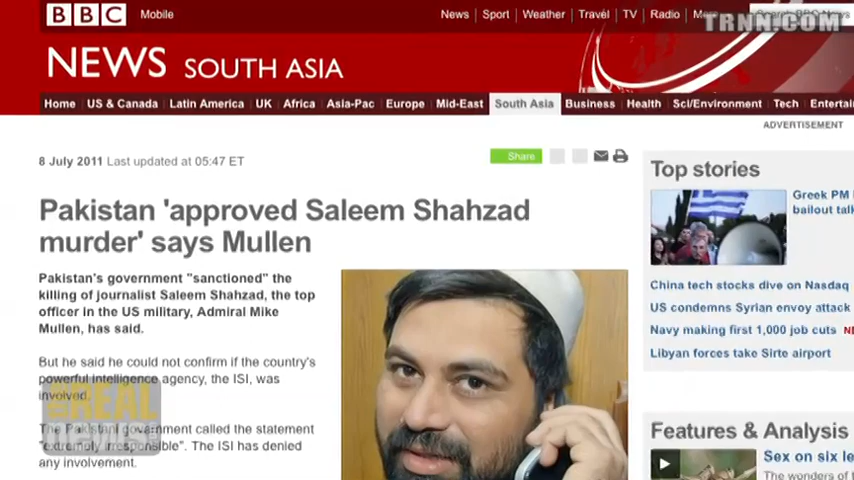 BBC Mobile News Sport Weather Travel TV Radio
TRNN.COM
NEWS SOUTH ASIA
Home US & Canada Latin America UK Africa Asia-Pac Europe Mid-East South Asia Business Health Sci/Environment Tech Entertai
ADVERTISEMENT
8 July 2011 Last updated at 05:47 ET
Share
Pakistan 'approved Saleem Shahzad
murder' says Mullen
Pakistan's government "sanctioned" the
killing of journalist Saleem Shahzad, the top
officer in the US military, Admiral Mike
Mullen, has said.
But he said he could not confirm if the country's
powerful intelligence agency, the ISI, was
involved.
The Pakistani government called the statement
"extremely irresponsible". The ISI has denied
any involvement.
THE REAL
news
Top stories
Greek PM
bailout talk
China tech stocks dive on Nasdaq
US condemns Syrian envoy attack
Navy making first 1,000 job cuts NE
Libyan forces take Sirte airport
Features & Analysis
Sex on six le
The wonders of